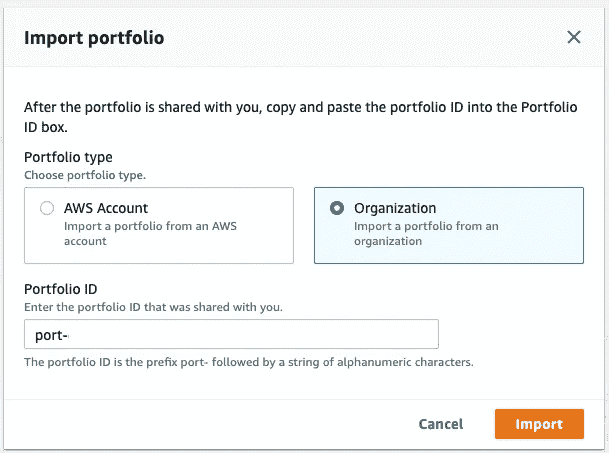 Import portfolio
After the portfolio is shared with you, copy and paste the portfolio ID into the Portfolio
ID box.
Portfolio type
Choose portfolio type.
AWS Account
Import a portfolio from an AWS
account
Organization
Import a portfolio from an
organization
Portfolio ID
Enter the portfolio ID that was shared with you.
port-
The portfolio ID is the prefix port- followed by a string of alphanumeric characters.
Cancel
Import